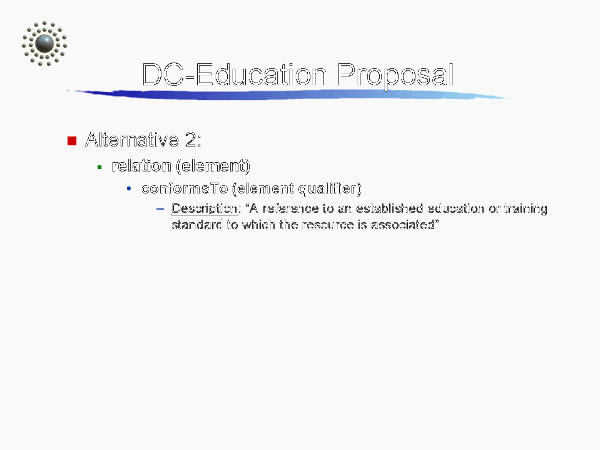 DC-Education Proposal
Alternative 2:
relation (element)
conformsTo (element qualifier)
– Description: “A reference to an established education or training
standard to which the resource is associated”